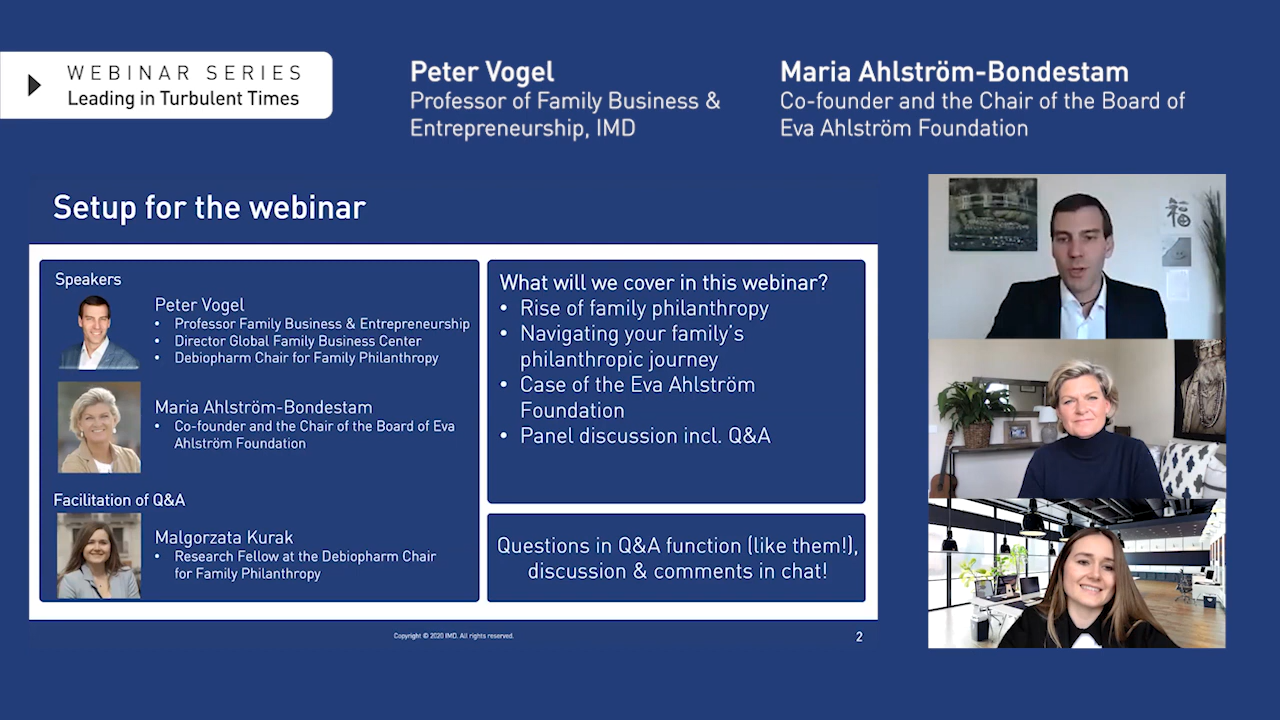 WEBINAR SERIES
Leading in Turbulent Times
Peter Vogel
Professor of Family Business &
Entrepreneurship, IMD
Maria Ahlström-Bondestam
Co-founder and the Chair of the Board of
Eva Ahlström Foundation
Setup for the webinar
Speakers
Peter Vogel
• Professor Family Business & Entrepreneurship
• Director Global Family Business Center
• Debiopharm Chair for Family Philanthropy
Maria Ahlström-Bondestam
• Co-founder and the Chair of the Board of Eva
Ahlström Foundation
Facilitation of Q&A
Malgorzata Kurak
• Research Fellow at the Debiopharm Chair
for Family Philanthropy
What will we cover in this webinar?
• Rise of family philanthropy
• Navigating your family's
philanthropic journey
• Case of the Eva Ahlström
Foundation
• Panel discussion incl. Q&A
Questions in Q&A function (like them!),
discussion & comments in chat!
Copyright © 2020 IMD. All rights reserved.
2
福